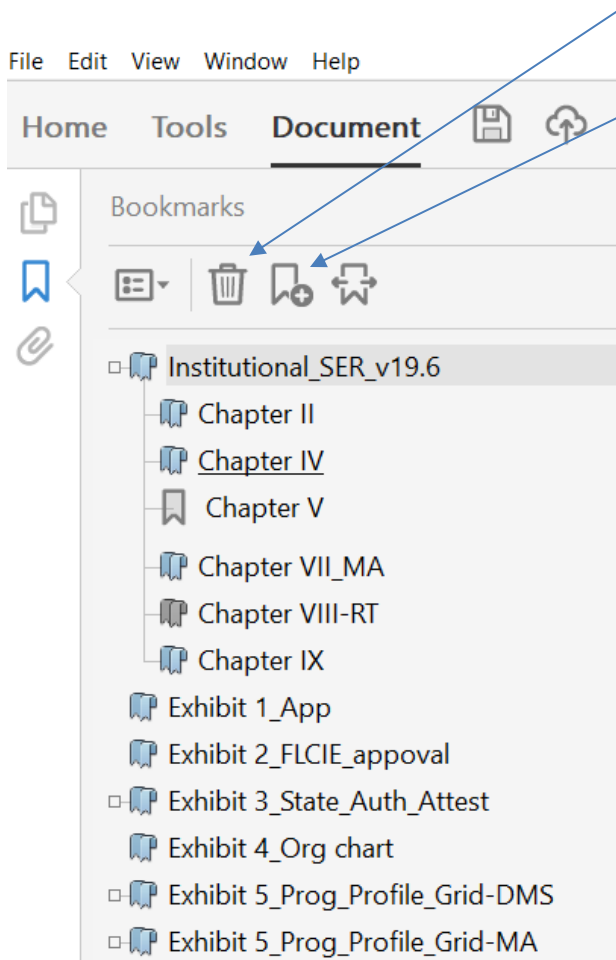 File Edit View Window Help
Home Tools Document
Bookmarks
Institutional_SER_v19.6
Chapter II
Chapter IV
Chapter V
Chapter VII_MA
Chapter VIII-RT
Chapter IX
Exhibit 1_App
Exhibit 2_FLCIE_appoval
Exhibit 3_State_Auth_Attest
Exhibit 4_Org chart
Exhibit 5_Prog_Profile_Grid-DMS
Exhibit 5_Prog_Profile_Grid-MA